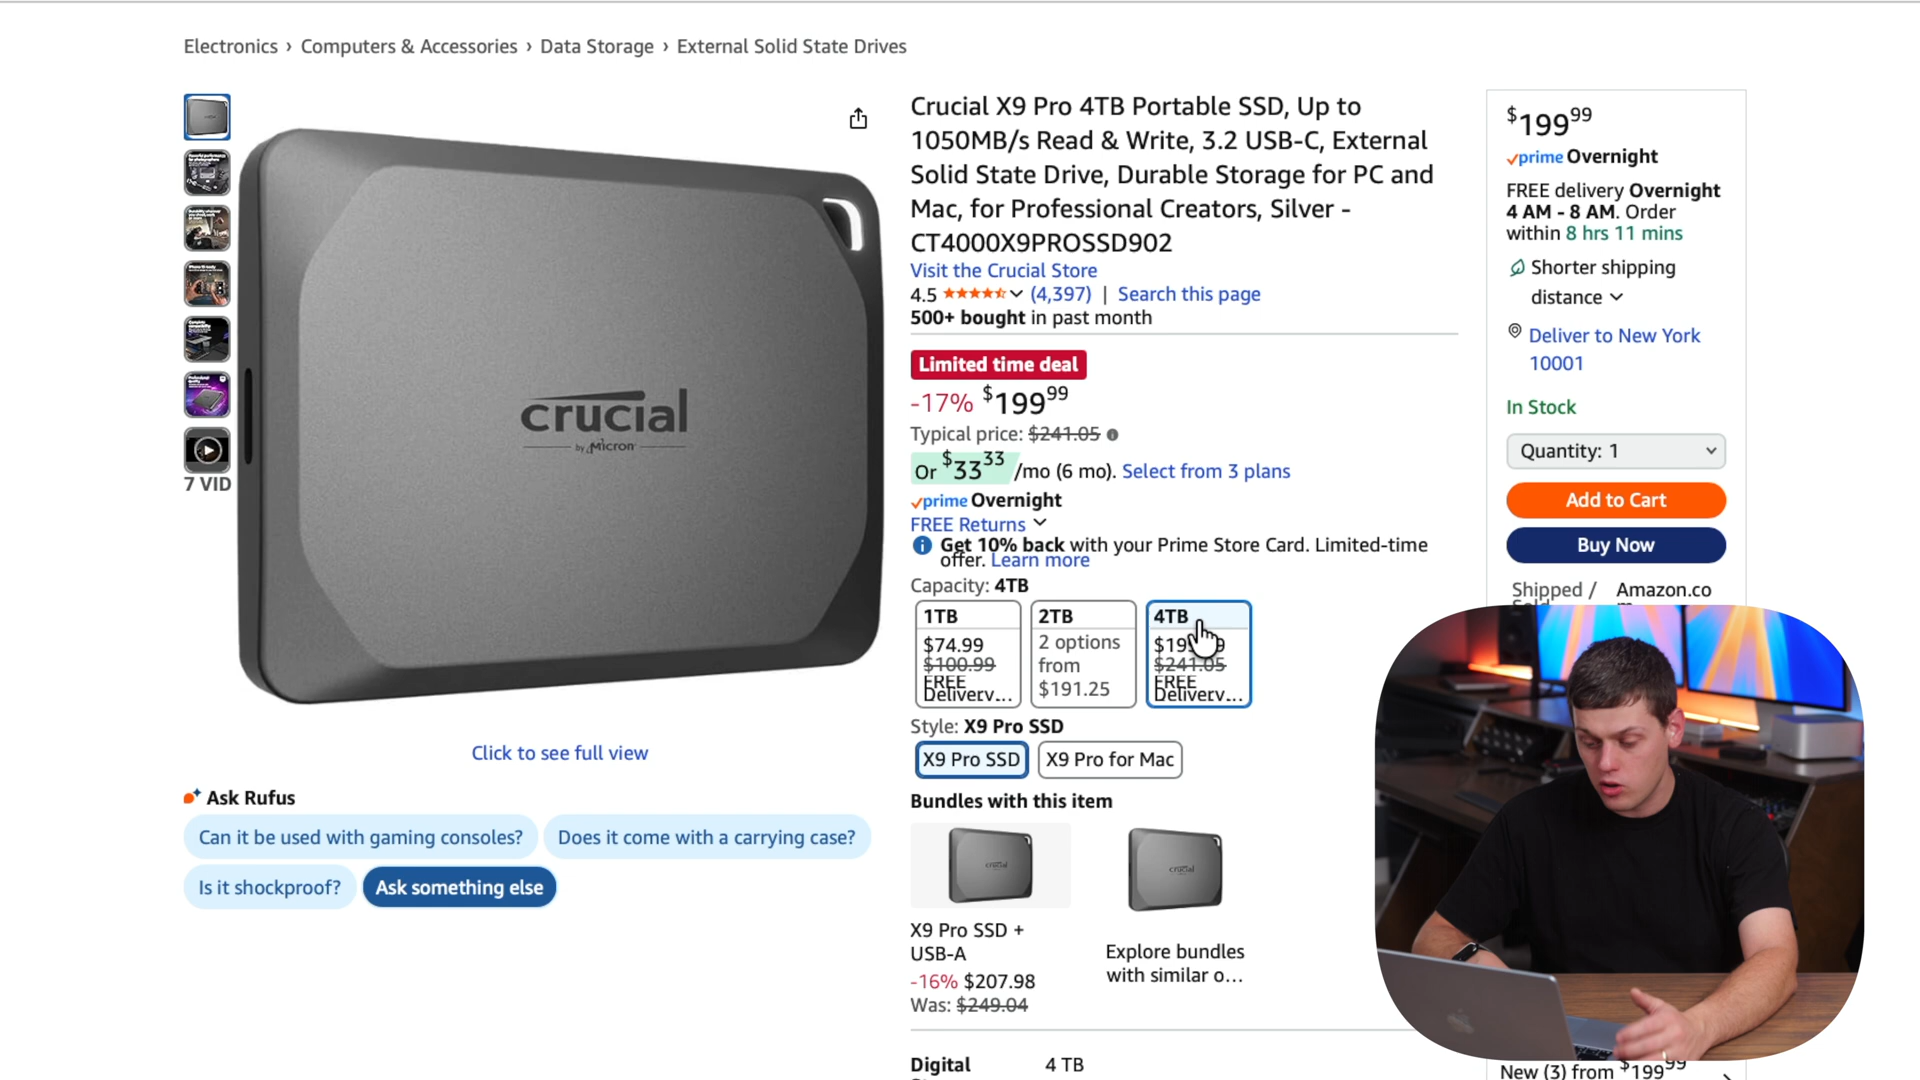 Electronics › Computers & Accessories › Data Storage › External Solid State Drives
7 VID
crucial
by Micron
Click to see full view
Ask Rufus
Can it be used with gaming consoles?
Does it come with a carrying case?
Is it shockproof?
Ask something else
Crucial X9 Pro 4TB Portable SSD, Up to
1050MB/s Read & Write, 3.2 USB-C, External
Solid State Drive, Durable Storage for PC and
Mac, for Professional Creators, Silver -
CT4000X9PROSSD902
Visit the Crucial Store
4.5 (4,397) | Search this page
500+ bought in past month
Limited time deal
-17% $199 99
Typical price: $241.05
Or $33 33 /mo (6 mo). Select from 3 plans
prime Overnight
FREE Returns
Get 10% back with your Prime Store Card. Limited-time
offer. Learn more
Capacity: 4TB
1TB
$74.99
$100.99
FREE
Delivery...
2TB
2 options
from
$191.25
4TB
$241.05
FREE
Delivery...
Style: X9 Pro SSD
X9 Pro SSD
X9 Pro for Mac
Bundles with this item
crucial
X9 Pro SSD +
USB-A
-16% $207.98
Was: $249.04
crucial
Explore bundles
with similar o...
Digital 4 TB
$199 99
prime Overnight
FREE delivery Overnight
4 AM - 8 AM. Order
within 8 hrs 11 mins
Shorter shipping
distance
Deliver to New York
10001
In Stock
Quantity: 1
Add to Cart
Buy Now
Shipped / Amazon.co
New (3) from $199 99